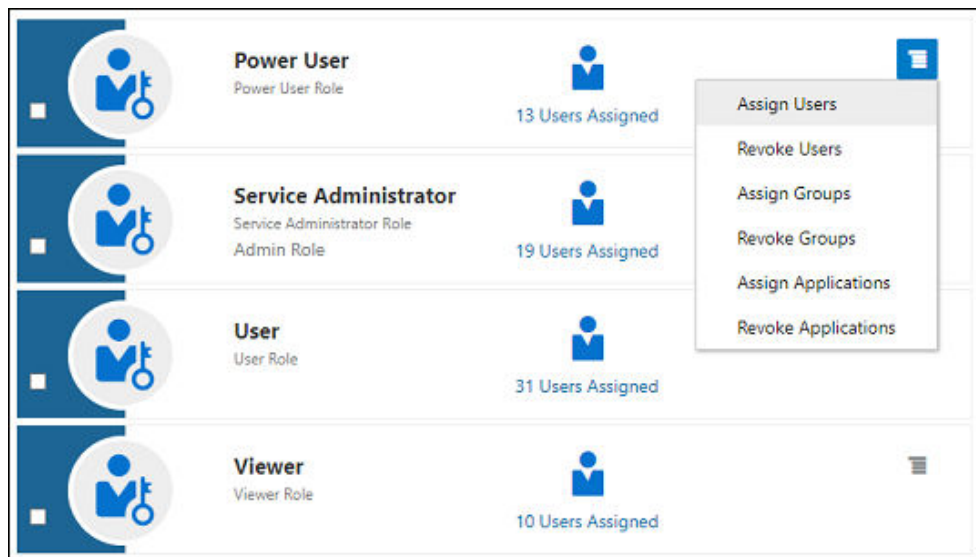 Power User
Power User Role
13 Users Assigned
Assign Users
Revoke Users
Assign Groups
Revoke Groups
Assign Applications
Revoke Applications
Service Administrator
Service Administrator Role
Admin Role
19 Users Assigned
User
User Role
31 Users Assigned
Viewer
Viewer Role
10 Users Assigned